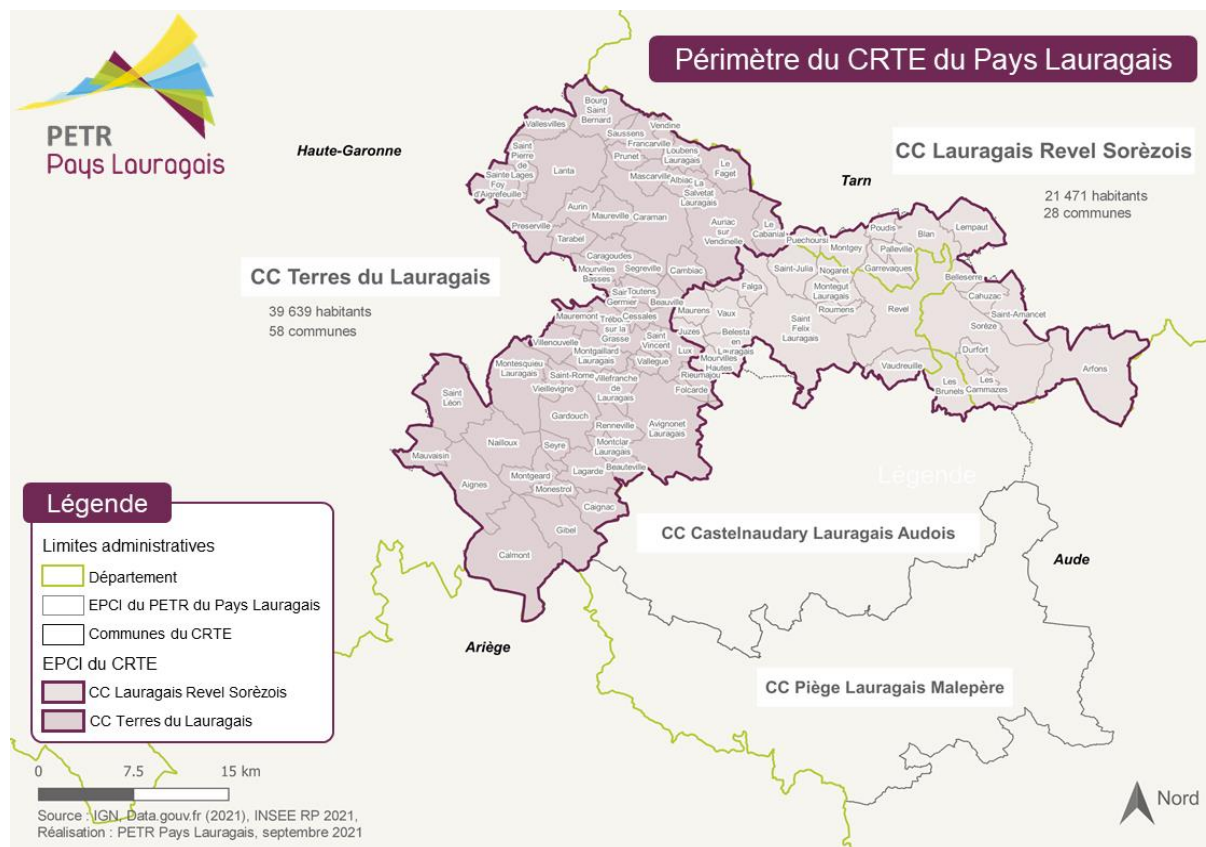 Périmètre du CRTE du Pays Lauragais
PETR
Pays Lauragais
Haute-Garonne
CC Lauragais Revel Sorèzois
21 471 habitants
28 communes
Tarn
CC Terres du Lauragais
39 639 habitants
58 communes
Bourg
Saint
Bernard
Vallesvilles
Vendine
Saussens
Francarville
Saint
Pierre
de
Lages
Prunet
Loubens
Lauragais
Le
Faget
Lanta
Sainte
Foy
d'Aigrefeuille
Mascarville
Albiac
La
Salvetat
Lauragais
Aurin
Maureville
Caraman
Auriac
sur
Vendinelle
Le
Cabanial
Preserville
Tarabel
Caragoudes
Mourvilles
Basses
Segreville
Cambiac
Toutens
Germier
Beauville
Mauremont
Cessales
sur la
Grasse
Villenouvelle
Saint
Vincent
Montgaillard
Lauragais
Vallegue
Lux
Montesquieu
Lauragais
Saint-Rome
Villefranche
de
Lauragais
Vieillevigne
Rieumajou
Folcarde
Saint
Léon
Gardouch
Renneville
Avignonet
Lauragais
Nailloux
Seyre
Montclar
Lauragais
Mauvaisin
Lagarde
Beauteville
Aignes
Montgeard
Monestrol
Caignac
Gibel
Calmont
Puechoursi
Poudis
Blan
Lempaut
Montgey
Palleville
Saint-Julia
Nogaret
Garrevaques
Belleserre
Falga
Montegut
Lauragais
Cahuzac
Maurens
Vaux
Roumens
Revel
Saint-Amancet
Sorèze
Juzes
Belesta
en
Lauragais
Saint
Felix
Lauragais
Mourvilles
Hautes
Durfort
Vaudreuille
Les
Brunels
Les
Cammazes
Arfons
Légende
CC Castelnaudary Lauragais Audois
Aude
Ariège
CC Piège Lauragais Malepère
Légende
Limites administratives
Département
EPCI du PETR du Pays Lauragais
Communes du CRTE
EPCI du CRTE
CC Lauragais Revel Sorèzois
CC Terres du Lauragais
0 7.5 15 km
Source : IGN, Data.gouv.fr (2021), INSEE RP 2021,
Réalisation : PETR Pays Lauragais, septembre 2021
Nord